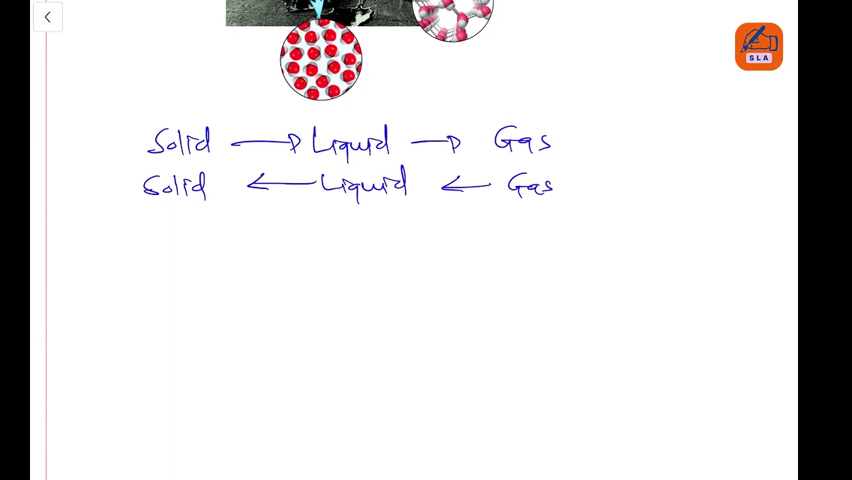 SLA
Solid → Liquid → Gas
Solid ← Liquid ← Gas